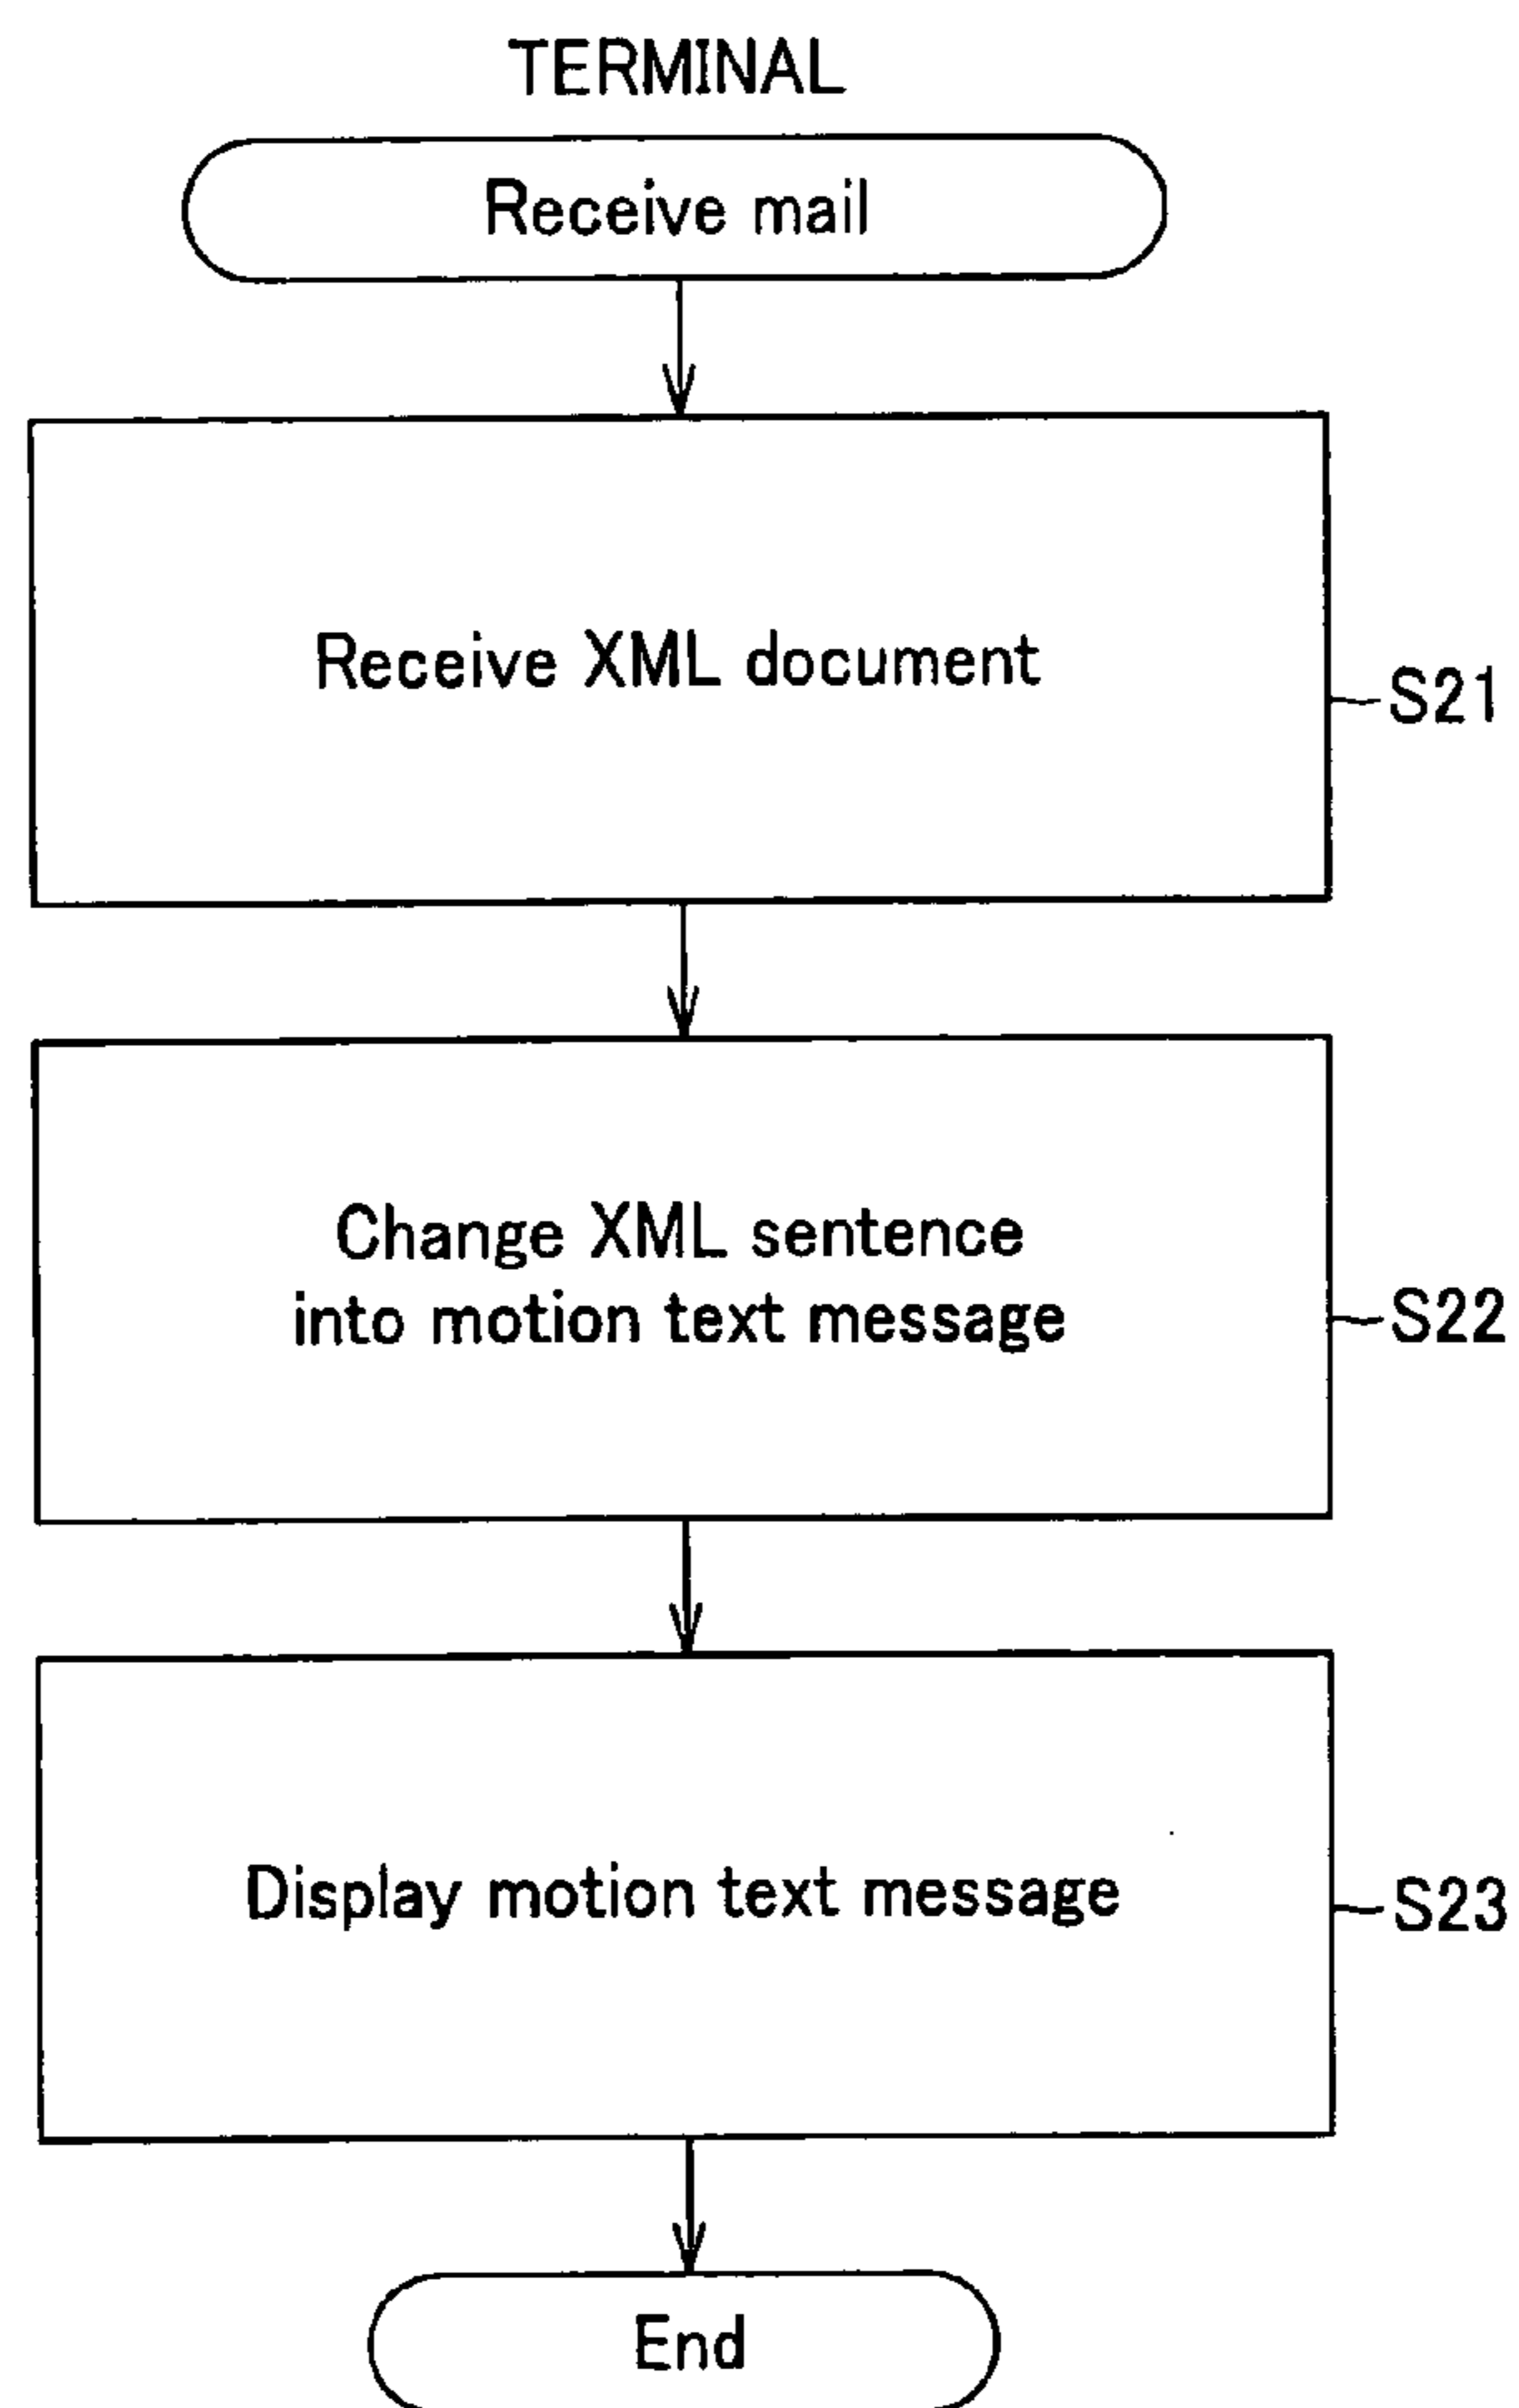 TERMINAL
Receive mail
Receive XML document
S21
Change XML sentence
into motion text message
S22
Display motion text message
S23
End